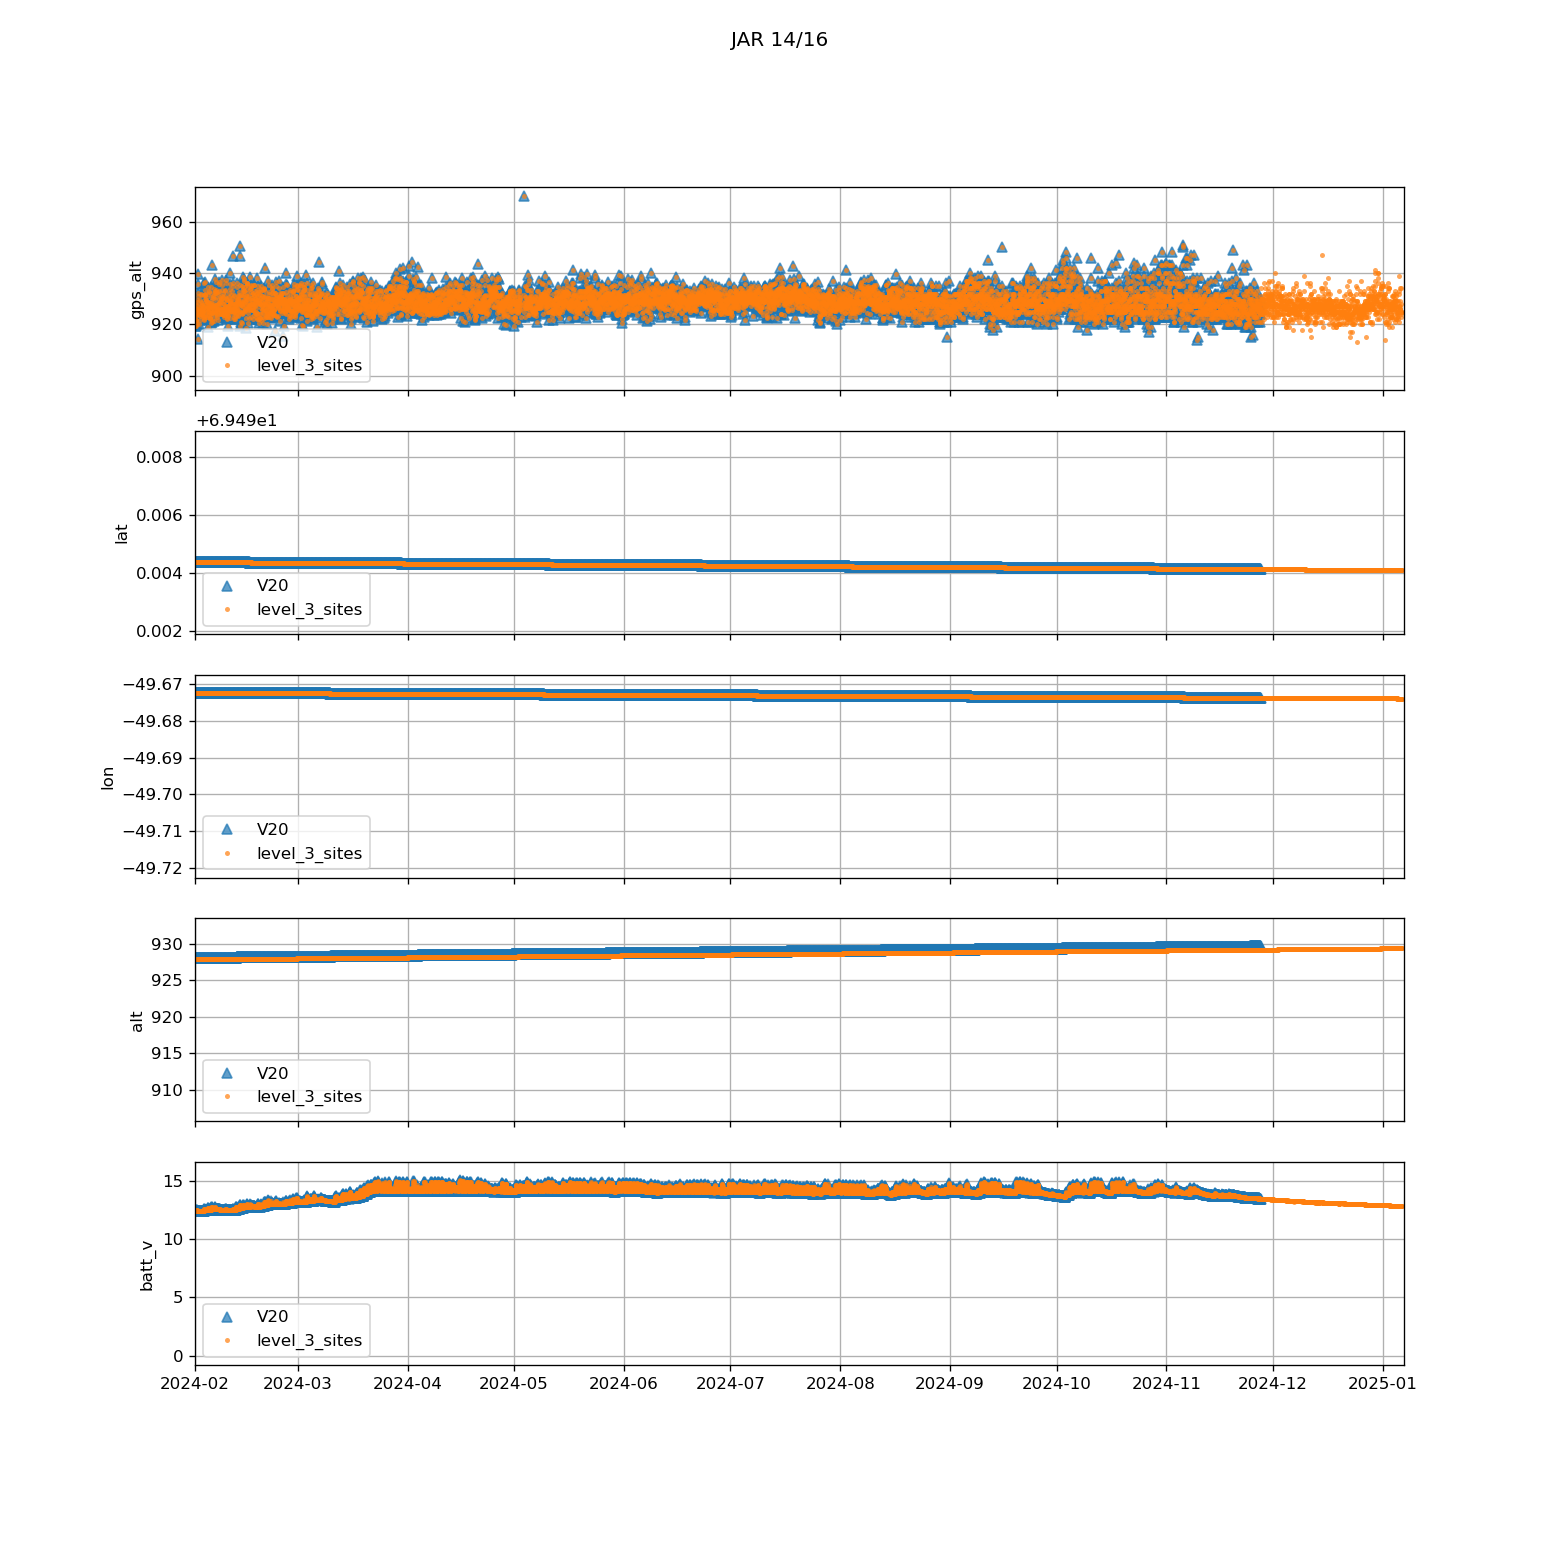 JAR 14/16
960
940
920
900
gps_alt
V20
level_3_sites
+6.949e1
0.008
0.006
0.004
0.002
lat
V20
level_3_sites
−49.67
−49.68
−49.69
−49.70
−49.71
−49.72
lon
V20
level_3_sites
930
925
920
915
910
alt
V20
level_3_sites
15
10
5
0
batt_v
V20
level_3_sites
2024-02 2024-03 2024-04 2024-05 2024-06 2024-07 2024-08 2024-09 2024-10 2024-11 2024-12 2025-01